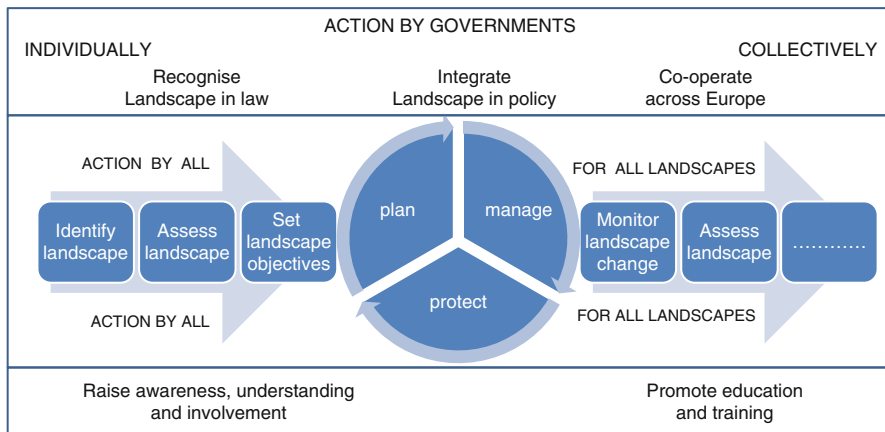 ACTION BY GOVERNMENTS
INDIVIDUALLY
COLLECTIVELY
Recognise
Landscape in law
Integrate
Landscape in policy
Co-operate
across Europe
ACTION BY ALL
Identify
landscape
Assess
landscape
Set
landscape
objectives
ACTION BY ALL
plan
manage
protect
FOR ALL LANDSCAPES
Monitor
landscape
change
Assess
landscape
............
FOR ALL LANDSCAPES
Raise awareness, understanding
and involvement
Promote education
and training